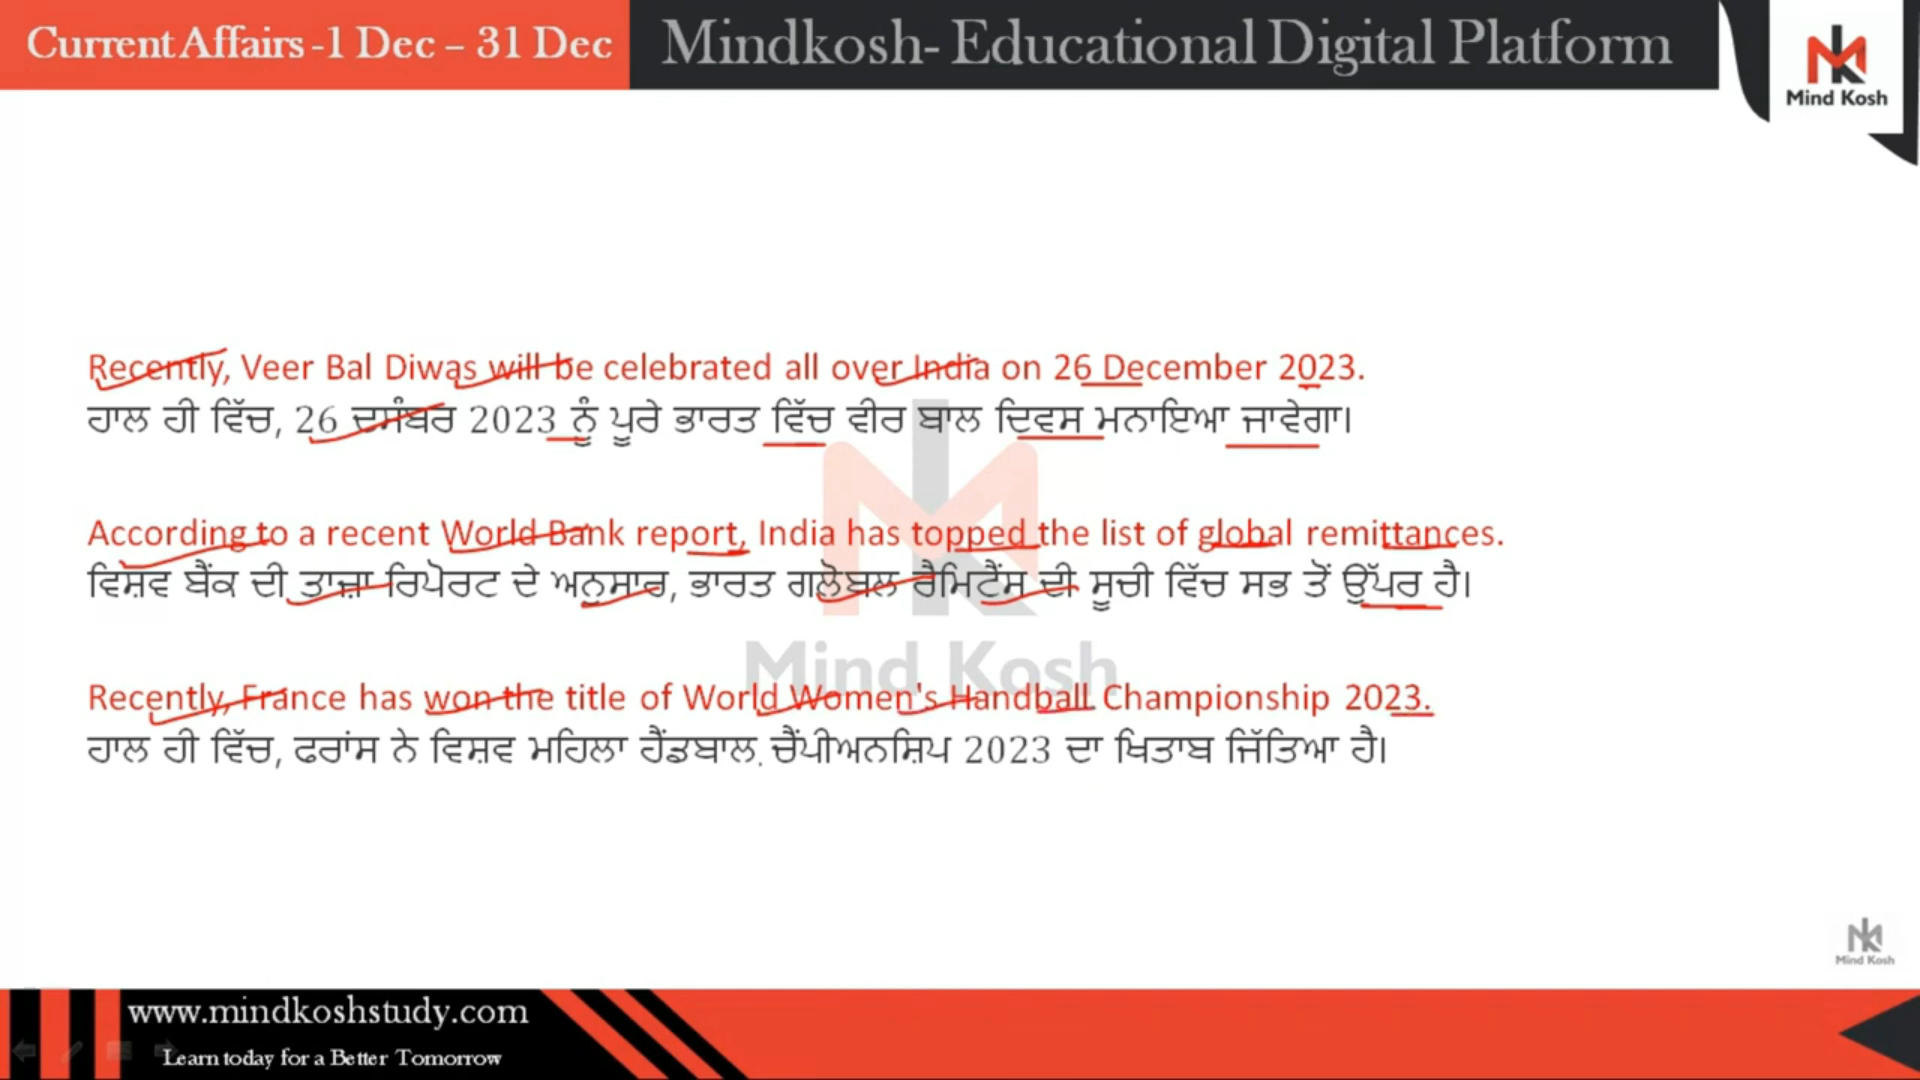 Current Affairs -1 Dec – 31 Dec
Mindkosh- Educational Digital Platform
Mind Kosh
Recently, Veer Bal Diwas will be celebrated all over India on 26 December 2023.
ਹਾਲ ਹੀ ਵਿੱਚ, 26 ਦਸੰਬਰ 2023 ਨੂੰ ਪੂਰੇ ਭਾਰਤ ਵਿੱਚ ਵੀਰ ਬਾਲ ਦਿਵਸ ਮਨਾਇਆ ਜਾਵੇਗਾ।
According to a recent World Bank report, India has topped the list of global remittances.
ਵਿਸ਼ਵ ਬੈਂਕ ਦੀ ਤਾਜ਼ਾ ਰਿਪੋਰਟ ਦੇ ਅਨੁਸਾਰ, ਭਾਰਤ ਗਲੋਬਲ ਰੈਮਿਟੈਂਸ ਦੀ ਸੂਚੀ ਵਿੱਚ ਸਭ ਤੋਂ ਉੱਪਰ ਹੈ।
Mind Kosh
Recently, France has won the title of World Women's Handball Championship 2023.
ਹਾਲ ਹੀ ਵਿੱਚ, ਫਰਾਂਸ ਨੇ ਵਿਸ਼ਵ ਮਹਿਲਾ ਹੈਂਡਬਾਲ ਚੈਂਪੀਅਨਸ਼ਿਪ 2023 ਦਾ ਖਿਤਾਬ ਜਿੱਤਿਆ ਹੈ।
Mind Kosh
www.mindkoshstudy.com
Learn today for a Better Tomorrow